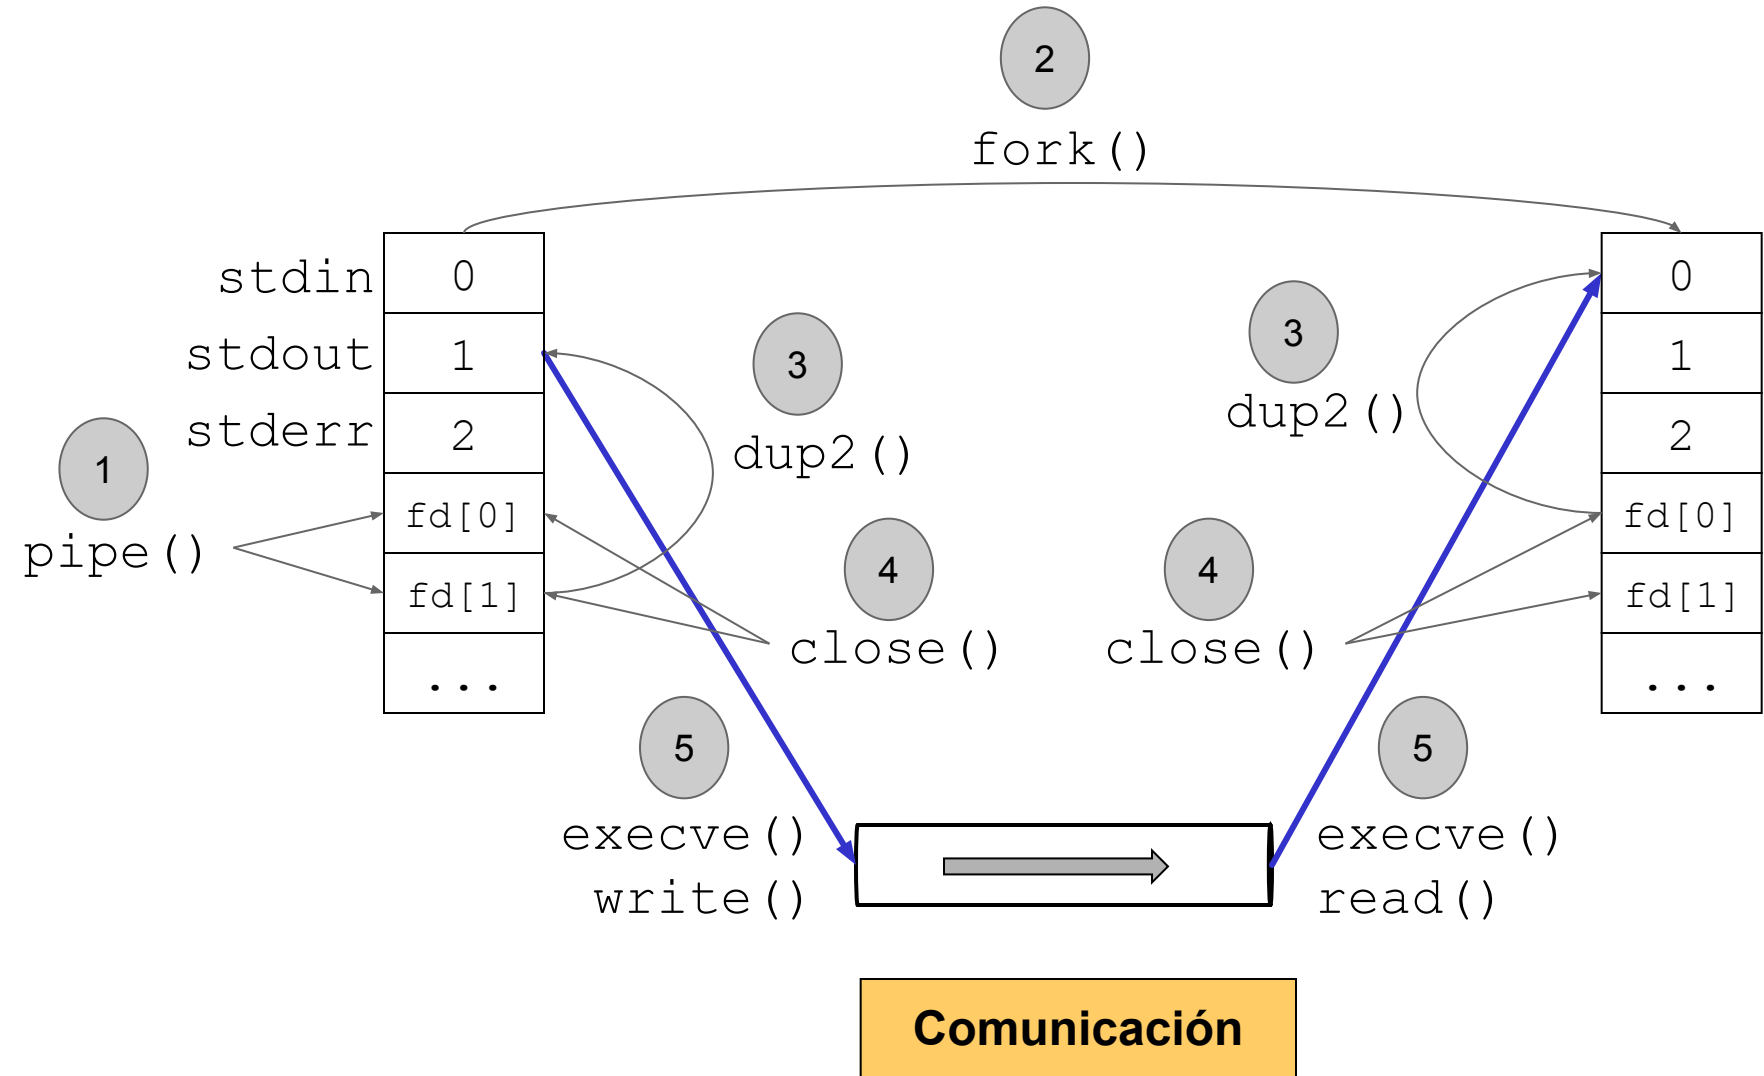 2
fork()
stdin
0
0
stdout
1
3
3
1
stderr
2
dup2()
dup2()
2
1
pipe()
fd[0]
fd[0]
fd[1]
4
4
fd[1]
close()
close()
...
...
5
5
execve()
execve()
write()
read()
Comunicación